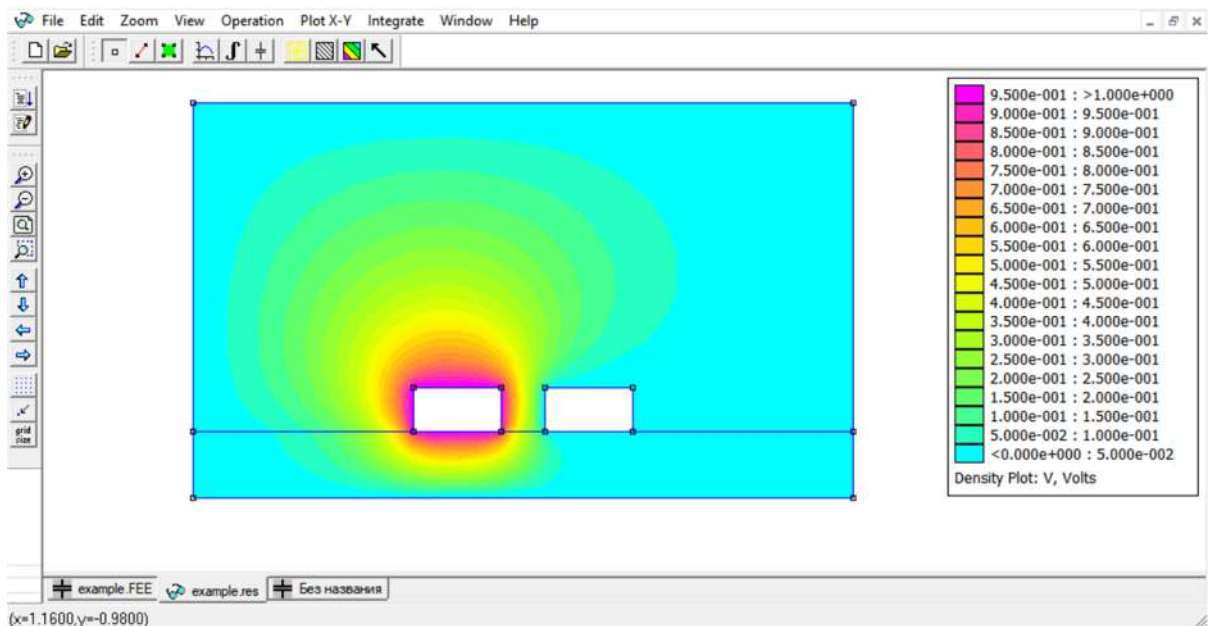 File Edit Zoom View Operation Plot X-Y Integrate Window Help
grid
size
9.500e-001 : >1.000e+000
9.000e-001 : 9.500e-001
8.500e-001 : 9.000e-001
8.000e-001 : 8.500e-001
7.500e-001 : 8.000e-001
7.000e-001 : 7.500e-001
6.500e-001 : 7.000e-001
6.000e-001 : 6.500e-001
5.500e-001 : 6.000e-001
5.000e-001 : 5.500e-001
4.500e-001 : 5.000e-001
4.000e-001 : 4.500e-001
3.500e-001 : 4.000e-001
3.000e-001 : 3.500e-001
2.500e-001 : 3.000e-001
2.000e-001 : 2.500e-001
1.500e-001 : 2.000e-001
1.000e-001 : 1.500e-001
5.000e-002 : 1.000e-001
<0.000e+000 : 5.000e-002
Density Plot: V, Volts
example.FEE example.res Без названия
(x=1.1600,y=-0.9800)